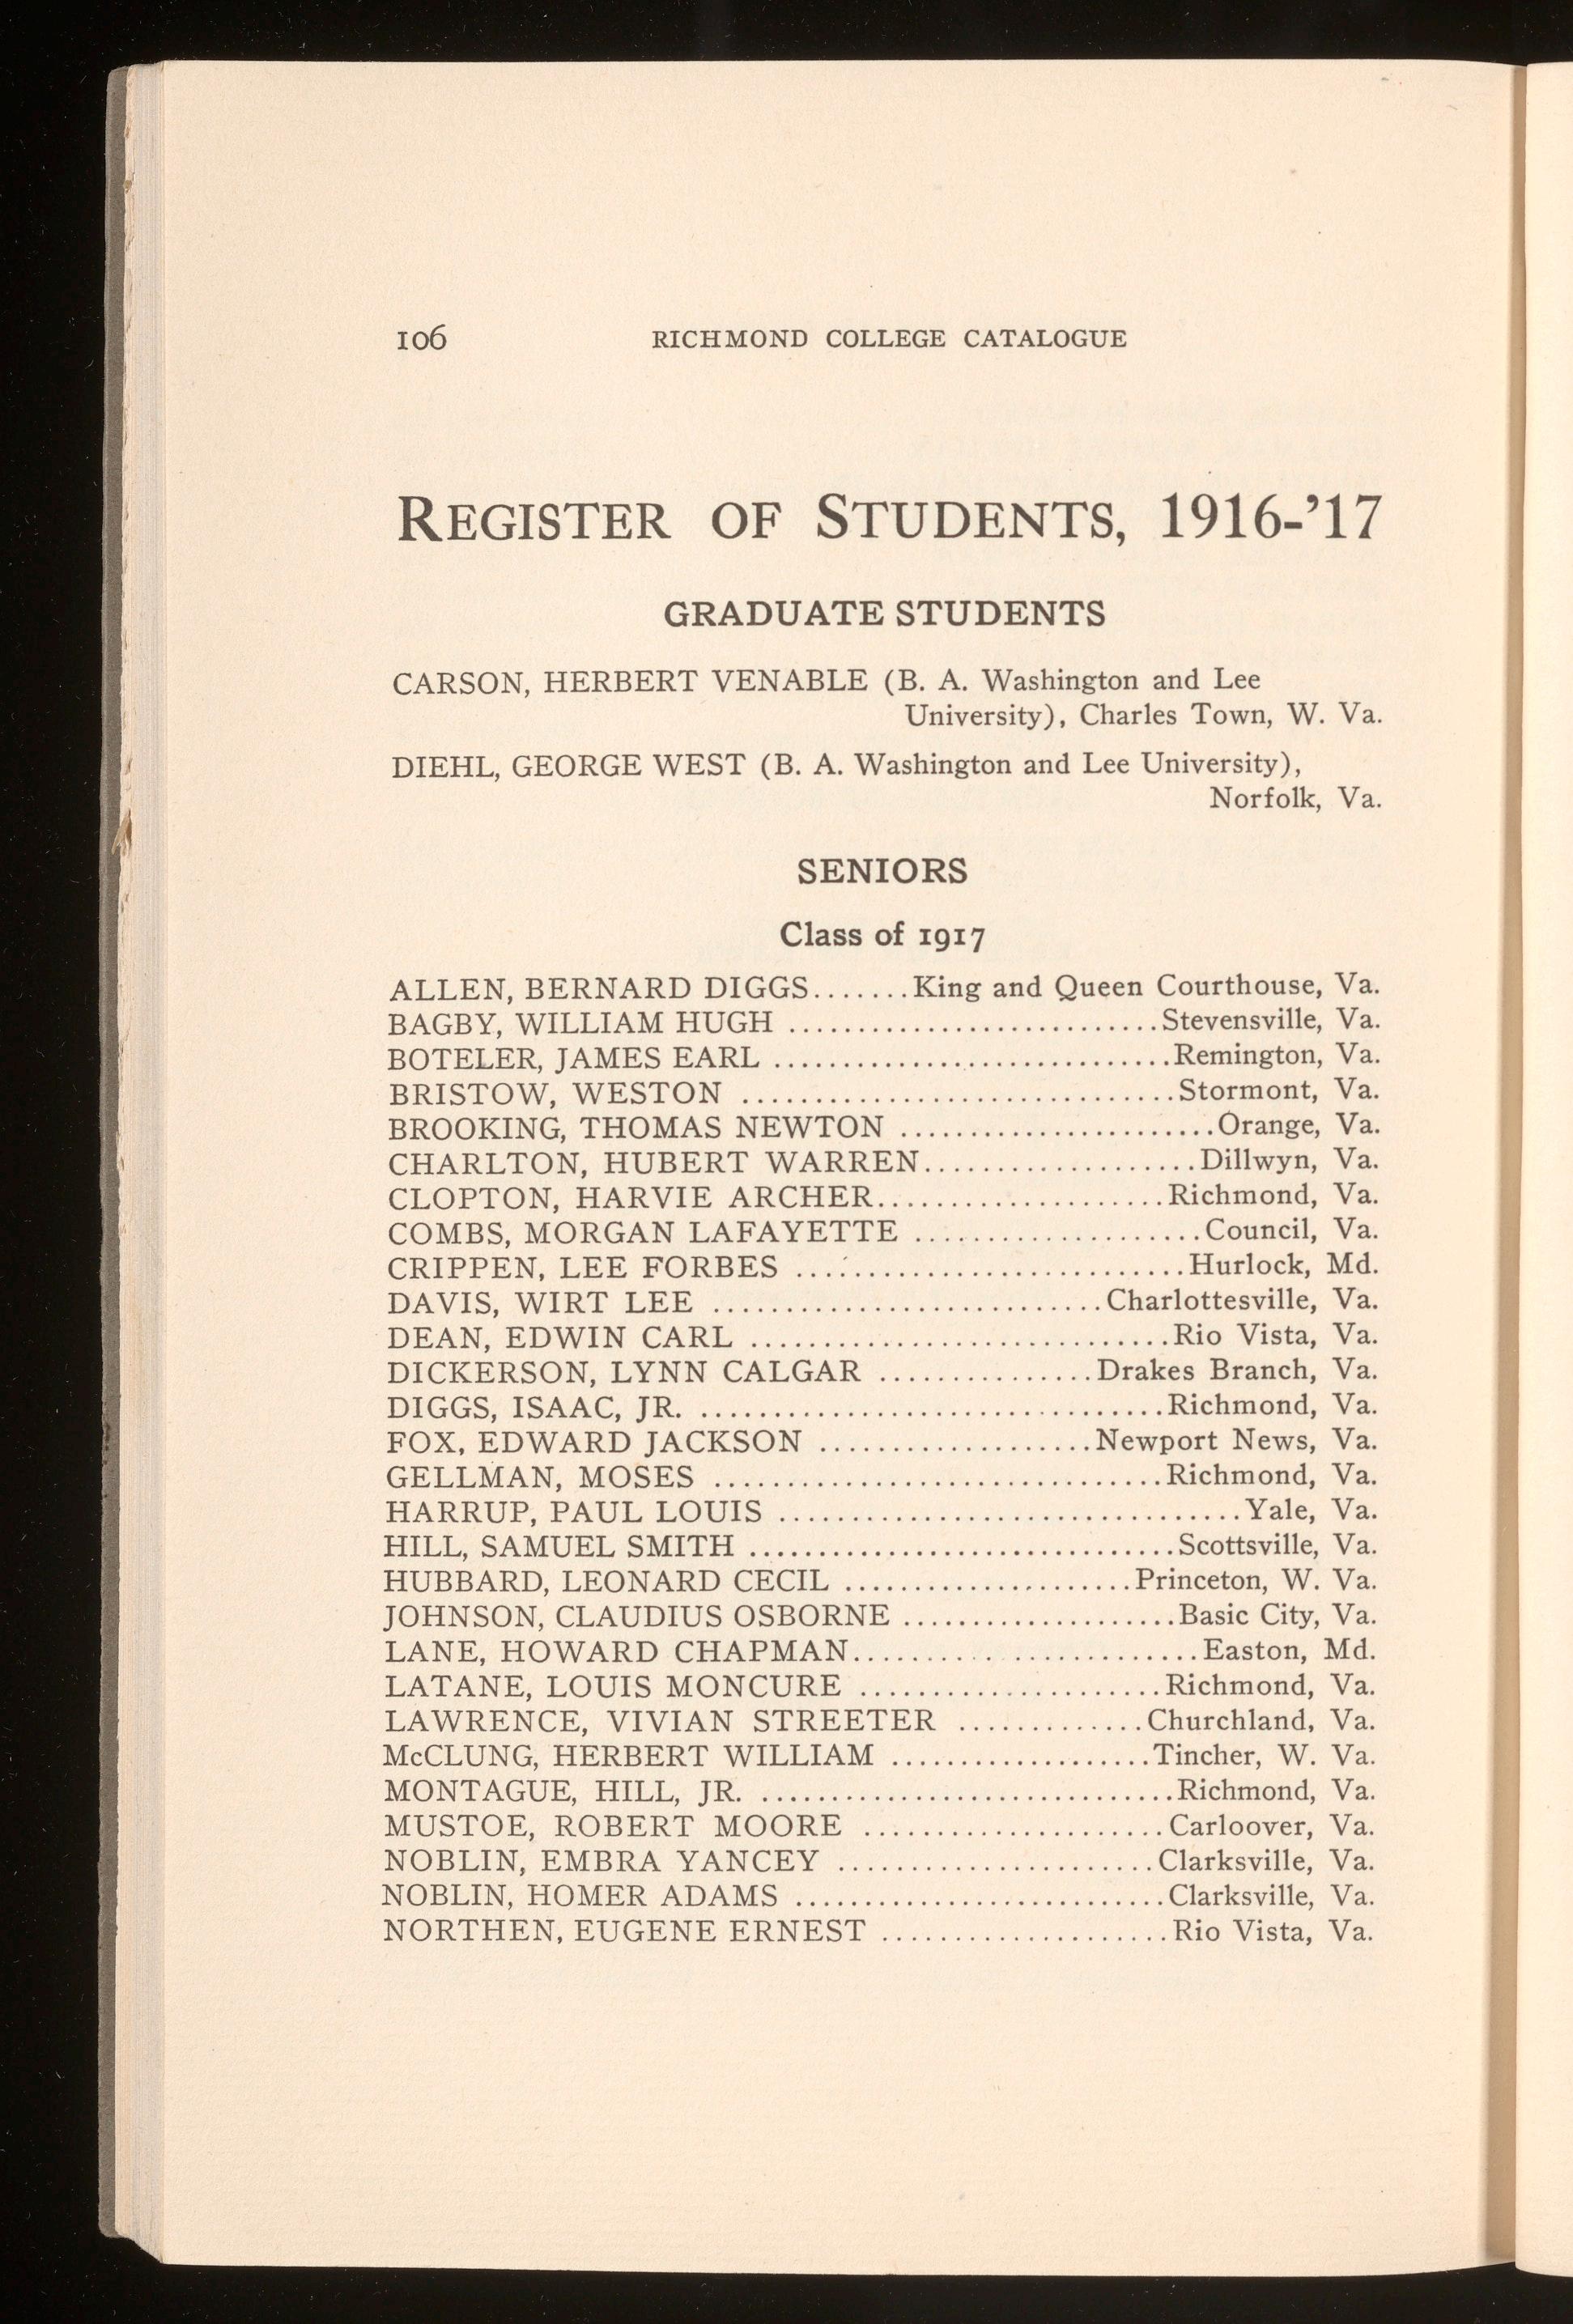 106 RICHMOND COLLEGE CATALOGUE
REGISTER OF STUDENTS, 1916-'17
GRADUATE STUDENTS
CARSON, HERBERT VENABLE (B. A. Washington and Lee
University), Charles Town, W. Va.
DIEHL, GEORGE WEST (B. A. Washington and Lee University),
Norfolk, Va.
SENIORS
Class of 1917
ALLEN, BERNARD DIGGS.......King and Queen Courthouse, Va.
BAGBY, WILLIAM HUGH ...........................Stevensville, Va.
BOTELER, JAMES EARL .............................Remington, Va.
BRISTOW, WESTON ..............................Stormont, Va.
BROOKING, THOMAS NEWTON ......................Orange, Va.
CHARLTON, HUBERT WARREN...................Dillwyn, Va.
CLOPTON, HARVIE ARCHER....................Richmond, Va.
COMBS, MORGAN LAFAYETTE ....................Council, Va.
CRIPPEN, LEE FORBES ...........................Hurlock, Md.
DAVIS, WIRT LEE ...........................Charlottesville, Va.
DEAN, EDWIN CARL .............................Rio Vista, Va.
DICKERSON, LYNN CALGAR ...............Drakes Branch, Va.
DIGGS, ISAAC, JR. ................................Richmond, Va.
FOX, EDWARD JACKSON ...................Newport News, Va.
GELLMAN, MOSES ...............................Richmond, Va.
HARRUP, PAUL LOUIS ................................Yale, Va.
HILL, SAMUEL SMITH ..............................Scottsville, Va.
HUBBARD, LEONARD CECIL ....................Princeton, W. Va.
JOHNSON, CLAUDIUS OSBORNE ...................Basic City, Va.
LANE, HOWARD CHAPMAN........................Easton, Md.
LATANE, LOUIS MONCURE .....................Richmond, Va.
LAWRENCE, VIVIAN STREETER .............Churchland, Va.
McCLUNG, HERBERT WILLIAM ..................Tincher, W. Va.
MONTAGUE, HILL, JR. .............................Richmond, Va.
MUSTOE, ROBERT MOORE .....................Carloover, Va.
NOBLIN, EMBRA YANCEY ......................Clarksville, Va.
NOBLIN, HOMER ADAMS ..........................Clarksville, Va.
NORTHEN, EUGENE ERNEST ....................Rio Vista, Va.